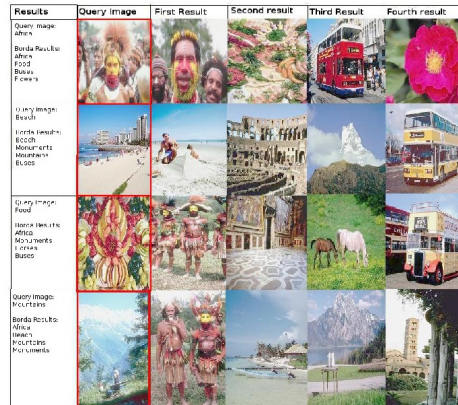 Results Query Image First Result Second result Third Result Fourth result
Query Image:
Africa
Borda Results:
Africa
Food
Buses
Flowers
Query Image:
Beach
Borda Results:
Beach
Monuments
Mountains
Buses
Query Image:
Food
Borda Results:
Africa
Monuments
Horses
Buses
Query Image:
Mountains
Borda Results:
Africa
Beach
Mountains
Monuments